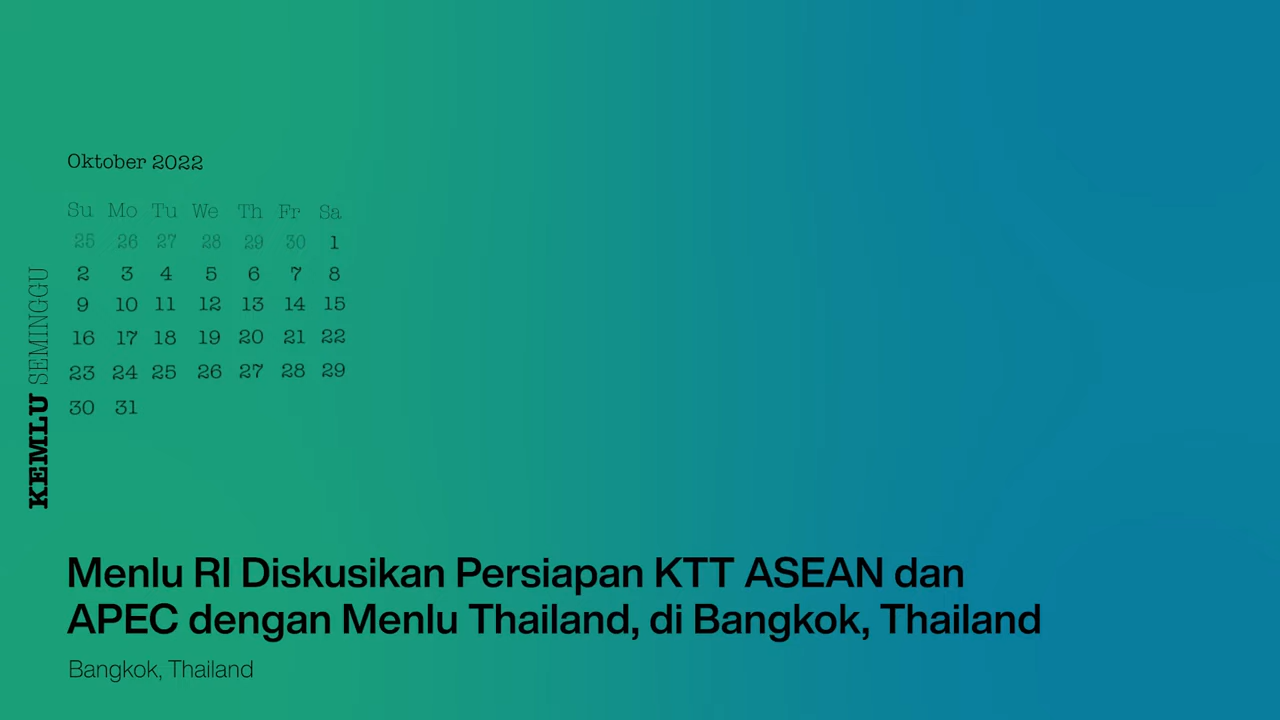 Oktober 2022
Su Mo Tu We Th Fr Sa
25 26 27 28 29 30 1
2 3 4 5 6 7 8
9 10 11 12 13 14 15
16 17 18 19 20 21 22
23 24 25 26 27 28 29
30 31
KEMLU SEMINGGU
Menlu RI Diskusikan Persiapan KTT ASEAN dan
APEC dengan Menlu Thailand, di Bangkok, Thailand
Bangkok, Thailand